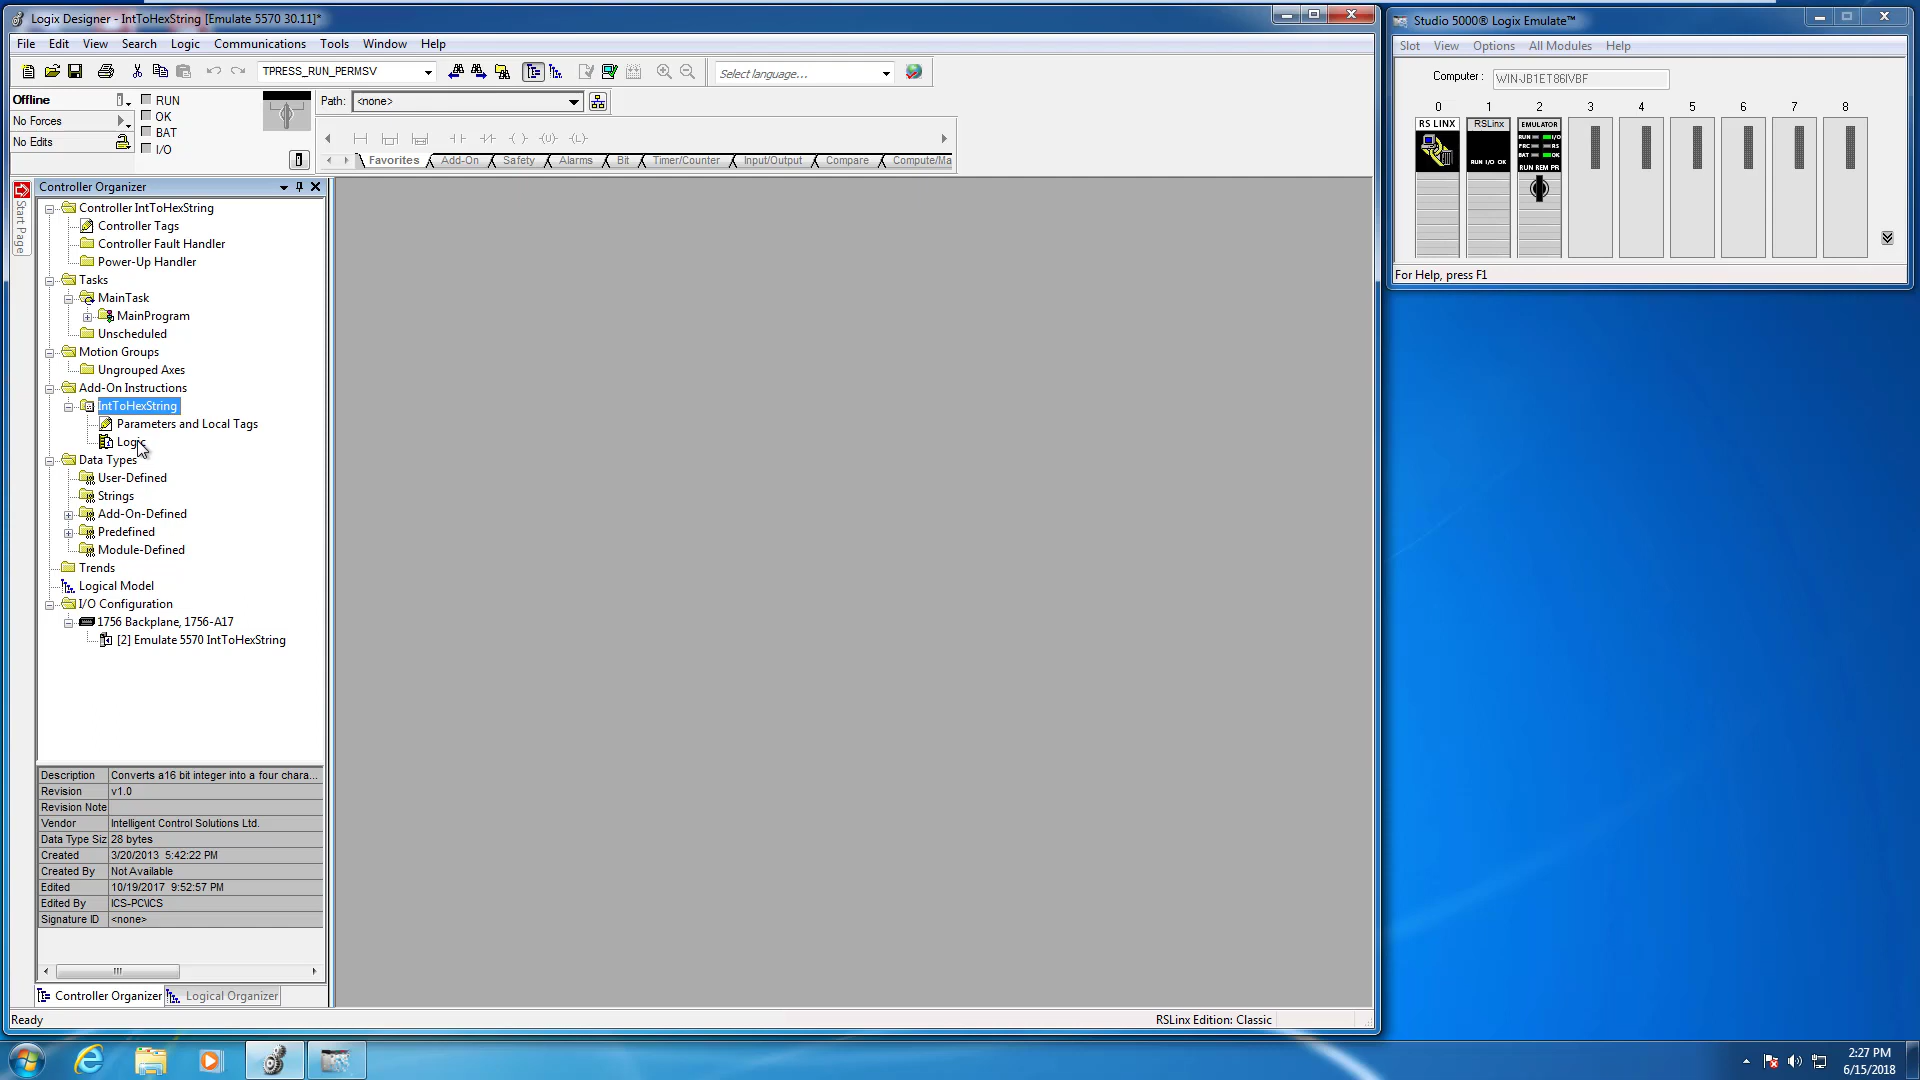 Logix Designer - IntToHexString [Emulate 5570 30.11]*
File Edit View Search Logic Communications Tools Window Help
TPRESS_RUN_PERMSV
Select language...
Offline
No Forces
No Edits
RUN
OK
BAT
I/O
Path: <none>
Favorites Add-On Safety Alarms Bit Timer/Counter Input/Output Compare Compute/Ma
Start Page
Controller Organizer
Controller IntToHexString
Controller Tags
Controller Fault Handler
Power-Up Handler
Tasks
MainTask
MainProgram
Unscheduled
Motion Groups
Ungrouped Axes
Add-On Instructions
IntToHexString
Parameters and Local Tags
Logic
Data Types
User-Defined
Strings
Add-On-Defined
Predefined
Module-Defined
Trends
Logical Model
I/O Configuration
1756 Backplane, 1756-A17
[2] Emulate 5570 IntToHexString
Description Converts a16 bit integer into a four chara...
Revision v1.0
Revision Note
Vendor Intelligent Control Solutions Ltd.
Data Type Siz 28 bytes
Created 3/20/2013 5:42:22 PM
Created By Not Available
Edited 10/19/2017 9:52:57 PM
Edited By ICS-PC\ICS
Signature ID <none>
Controller Organizer Logical Organizer
Ready
RSLinx Edition: Classic
Studio 5000® Logix Emulate™
Slot View Options All Modules Help
Computer : WIN-JB1ET86IVBF
0 1 2 3 4 5 6 7 8
RS LINX
RSLinx
RUN I/O OK
EMULATOR
RUN I/O
FRC RS
BAT OK
RUN REM PR
For Help, press F1
2:27 PM
6/15/2018